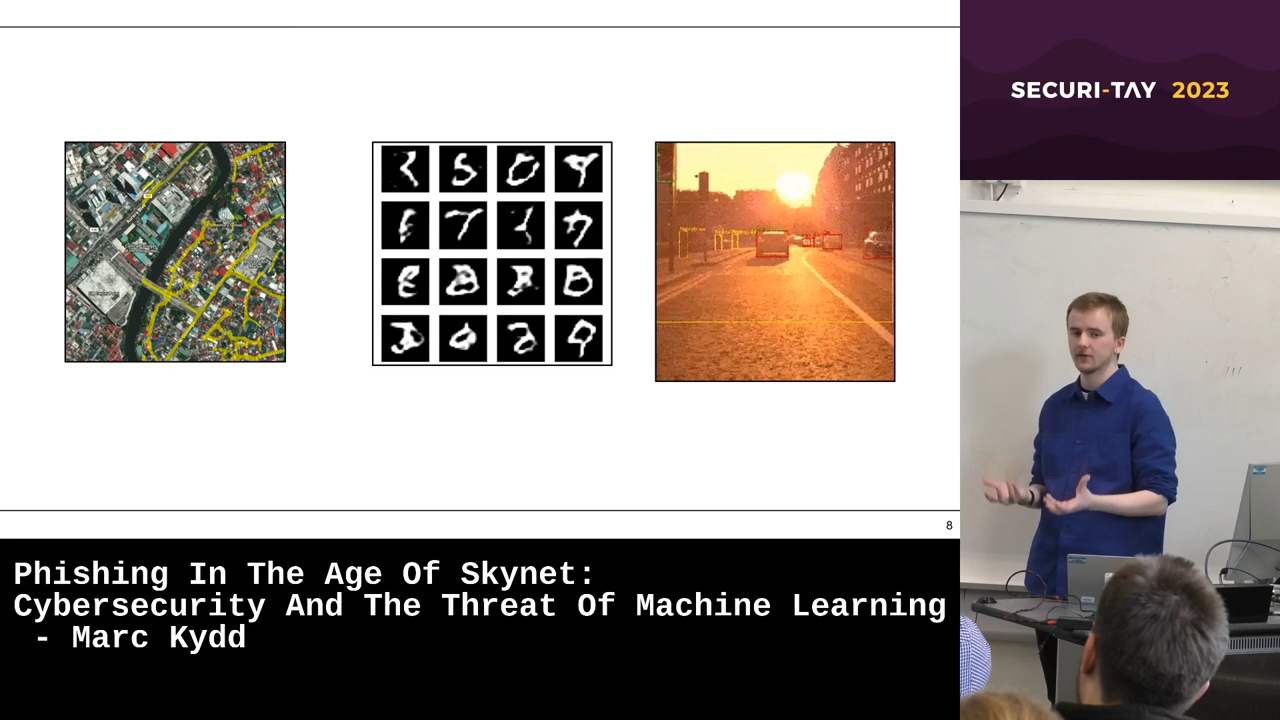 SECURI-TAY 2023
8
Phishing In The Age Of Skynet:
Cybersecurity And The Threat Of Machine Learning
- Marc Kydd